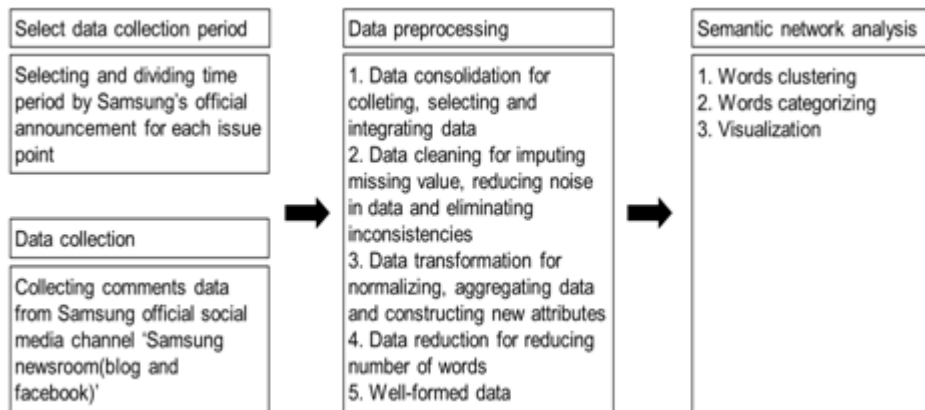 Select data collection period
Selecting and dividing time
period by Samsung's official
announcement for each issue
point
Data collection
Collecting comments data
from Samsung official social
media channel ‘Samsung
newsroom(blog and
facebook)’
Data preprocessing
1. Data consolidation for
colleting, selecting and
integrating data
2. Data cleaning for imputing
missing value, reducing noise
in data and eliminating
inconsistencies
3. Data transformation for
normalizing, aggregating data
and constructing new attributes
4. Data reduction for reducing
number of words
5. Well-formed data
Semantic network analysis
1. Words clustering
2. Words categorizing
3. Visualization